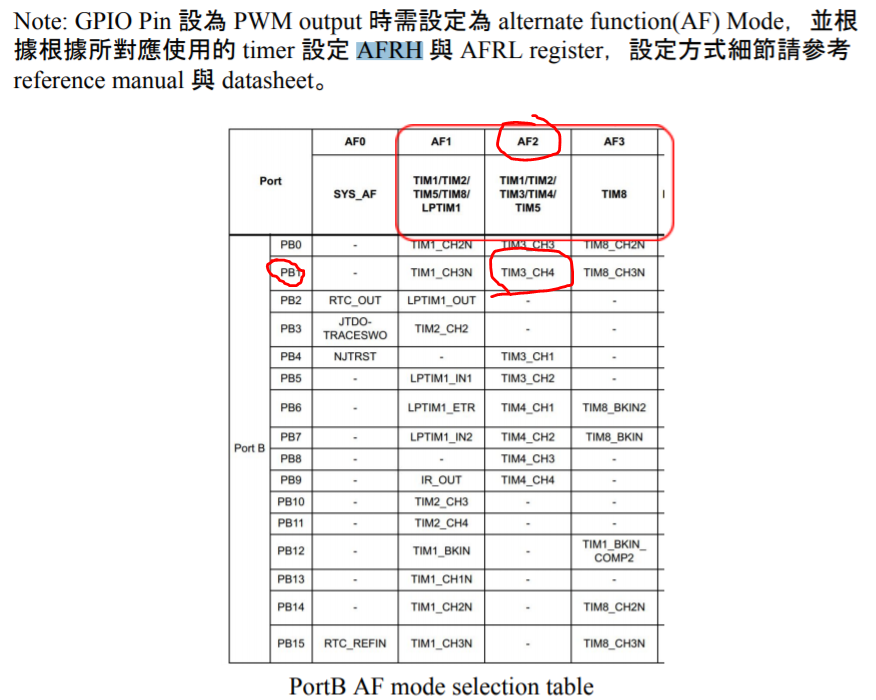 Note: GPIO Pin 設為 PWM output 時需設定為 alternate function(AF) Mode，並根
據根據所對應使用的 timer 設定 AFRH 與 AFRL register，設定方式細節請參考
reference manual 與 datasheet。
Port AF0 AF1 AF2 AF3
SYS_AF TIM1/TIM2/ TIM5/TIM8/ LPTIM1 TIM1/TIM2/ TIM3/TIM4/ TIM5 TIM8
Port B
PB0 - TIM1_CH2N TIM3_CH3 TIM8_CH2N
PB1 - TIM1_CH3N TIM3_CH4 TIM8_CH3N
PB2 RTC_OUT LPTIM1_OUT - -
PB3 JTDO- TRACESWO TIM2_CH2 - -
PB4 NJTRST - TIM3_CH1 -
PB5 - LPTIM1_IN1 TIM3_CH2 -
PB6 - LPTIM1_ETR TIM4_CH1 TIM8_BKIN2
PB7 - LPTIM1_IN2 TIM4_CH2 TIM8_BKIN
PB8 - - TIM4_CH3 -
PB9 - IR_OUT TIM4_CH4 -
PB10 - TIM2_CH3 - -
PB11 - TIM2_CH4 - -
PB12 - TIM1_BKIN - TIM1_BKIN_ COMP2
PB13 - TIM1_CH1N - -
PB14 - TIM1_CH2N - TIM8_CH2N
PB15 RTC_REFIN TIM1_CH3N - TIM8_CH3N
PortB AF mode selection table